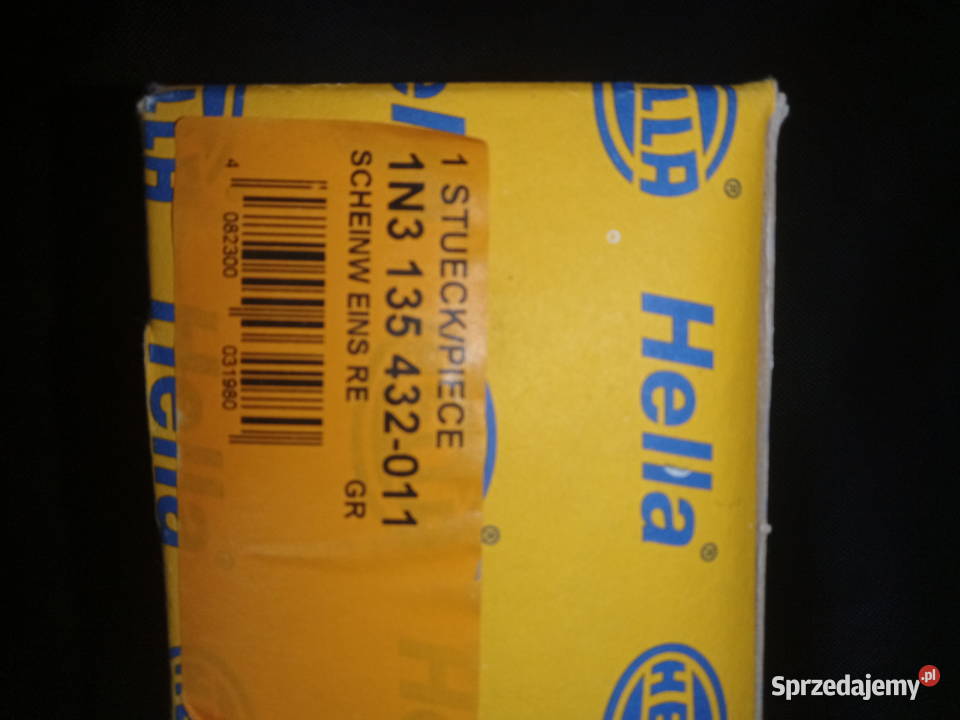 1 STUECK/PIECE
1N3 135 432-011
SCHEINW EINS RE GR
4 082300 031980
Hella
HELLA
Hella
Sprzedajemy.pl